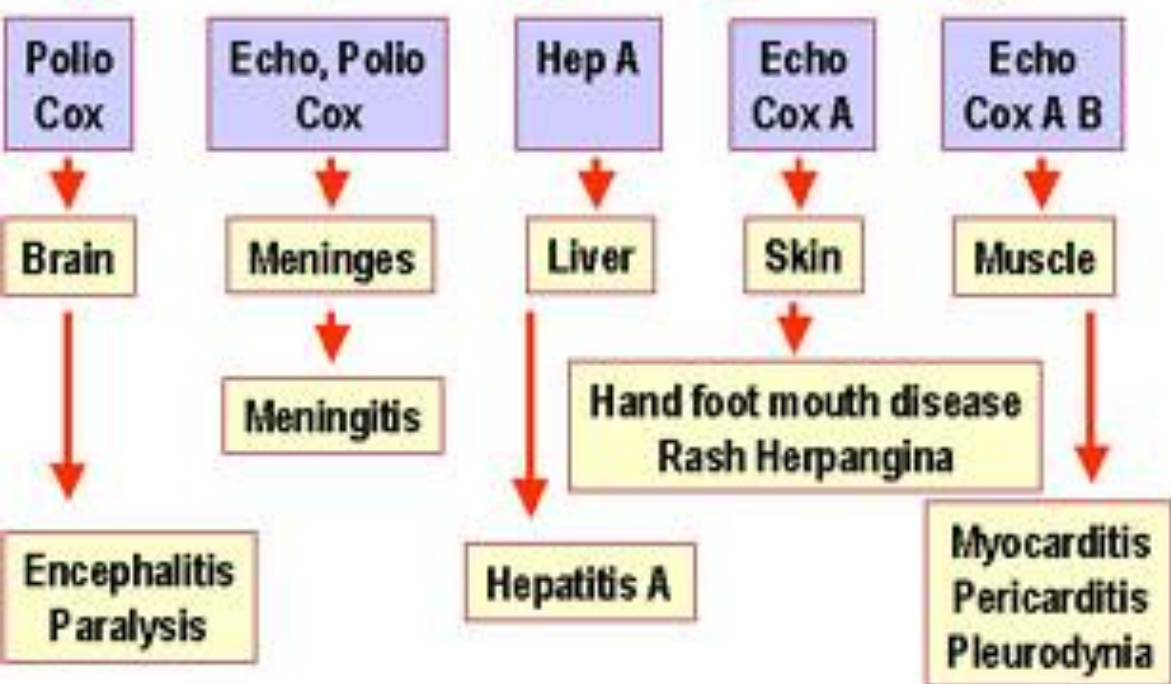 Polio
Cox
Echo, Polio
Cox
Hep A
Echo
Cox A
Echo
Cox A B
Brain
Meninges
Liver
Skin
Muscle
Meningitis
Hand foot mouth disease
Rash Herpangina
Encephalitis
Paralysis
Hepatitis A
Myocarditis
Pericarditis
Pleurodynia